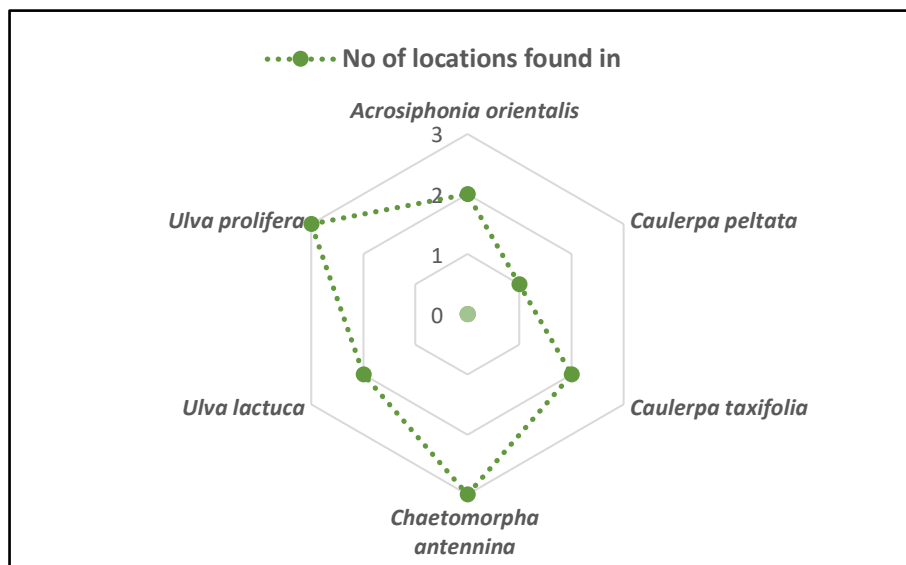 No of locations found in
Acrosiphonia orientalis
3
2
Ulva prolifera
Caulerpa peltata
1
0
Ulva lactuca
Caulerpa taxifolia
Chaetomorpha
antennina